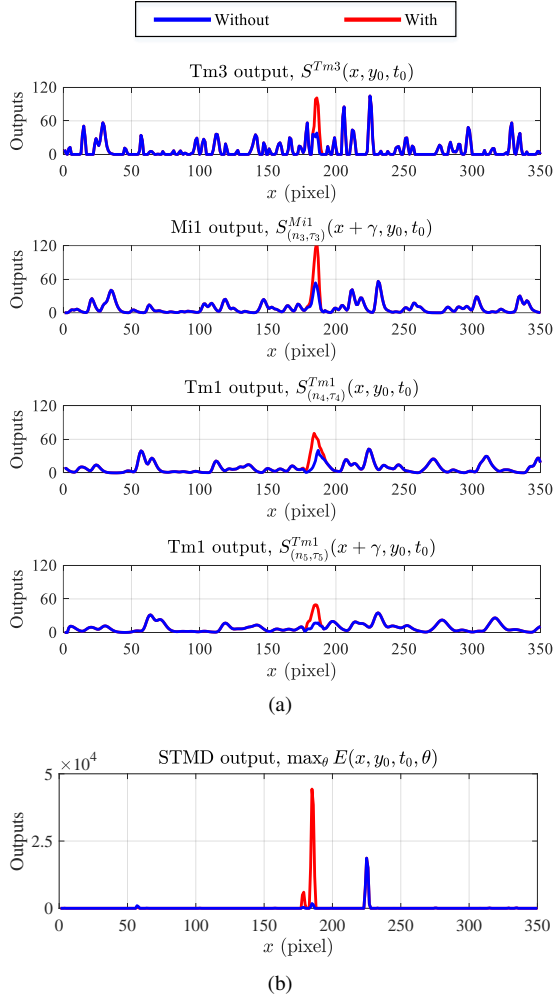 Without With
Tm3 output, S^{Tm3}(x, y_0, t_0)
120
60
0
Outputs
0 50 100 150 200 250 300 350
x (pixel)
Mi1 output, S^{Mi1}_{(n_3,τ_3)}(x + γ, y_0, t_0)
120
60
0
Outputs
0 50 100 150 200 250 300 350
x (pixel)
Tm1 output, S^{Tm1}_{(n_4,τ_4)}(x, y_0, t_0)
120
60
0
Outputs
0 50 100 150 200 250 300 350
x (pixel)
Tm1 output, S^{Tm1}_{(n_5,τ_5)}(x + γ, y_0, t_0)
120
60
0
Outputs
0 50 100 150 200 250 300 350
x (pixel)
(a)
STMD output, max_θ E(x, y_0, t_0, θ)
×10^4
5
2.5
0
Outputs
0 50 100 150 200 250 300 350
x (pixel)
(b)